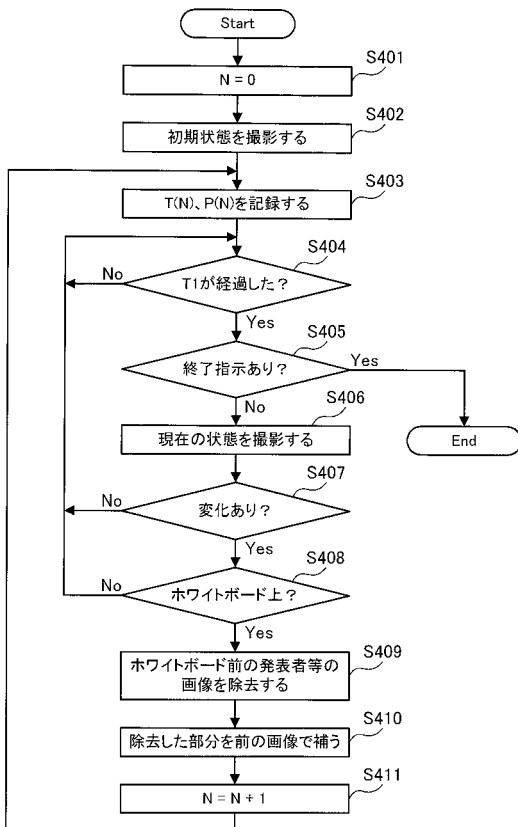 Start
S401
N = 0
S402
初期状態を撮影する
S403
T(N)、P(N)を記録する
S404
No
T1が経過した?
Yes
S405
終了指示あり?
Yes
No
S406
現在の状態を撮影する
End
S407
No
変化あり?
Yes
S408
No
ホワイトボード上?
Yes
S409
ホワイトボード前の発表者等の
画像を除去する
S410
除去した部分を前の画像で補う
S411
N = N + 1